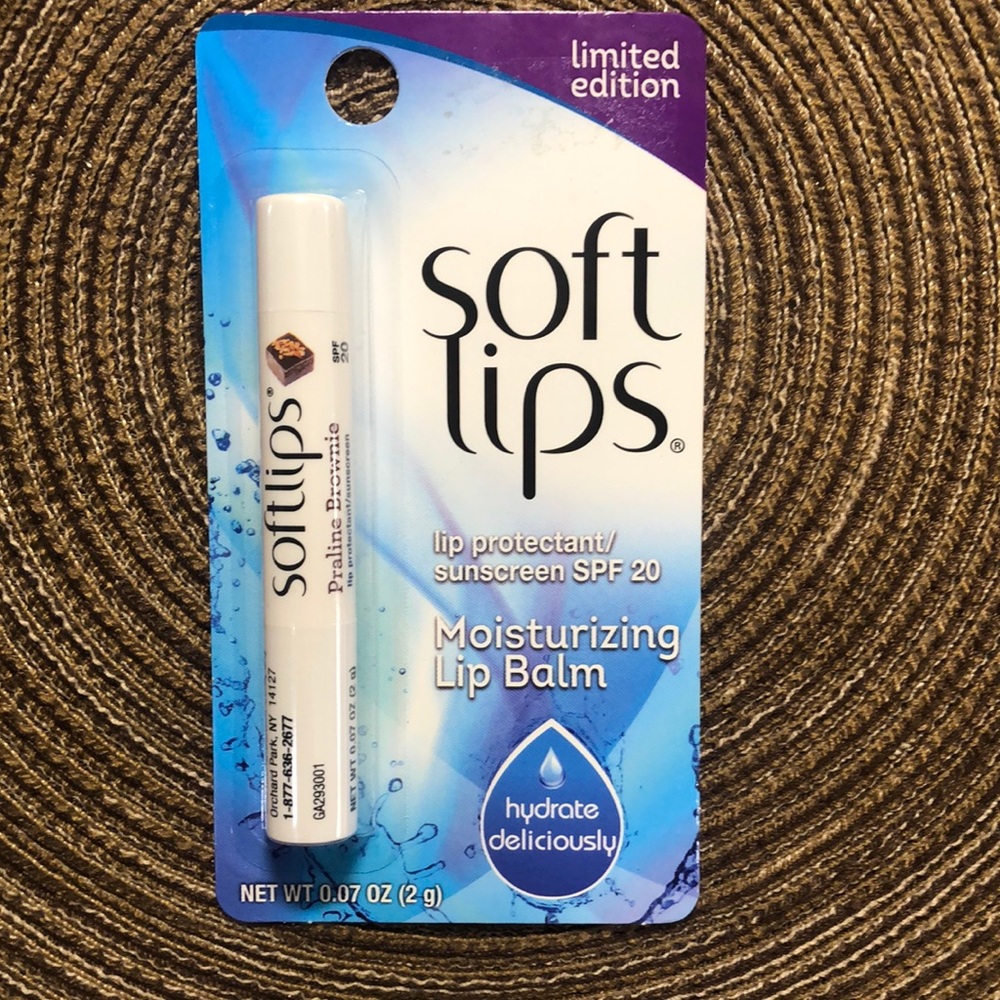 limited
edition
soft
lips®
lip protectant/
sunscreen SPF 20
Moisturizing
Lip Balm
hydrate
deliciously
NET WT 0.07 OZ (2 g)
softlips®
Praline Brownie
lip protectant/sunscreen
SPF
20
Orchard Park, NY 14127
1-877-636-2677
GA293001
NET WT 0.07 OZ (2 g)